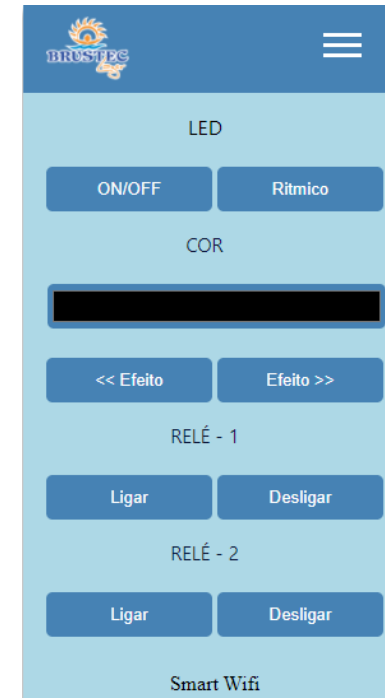 BRUSTEC
LED
ON/OFF Ritmico
COR
<< Efeito Efeito >>
RELÉ - 1
Ligar Desligar
RELÉ - 2
Ligar Desligar
Smart Wifi